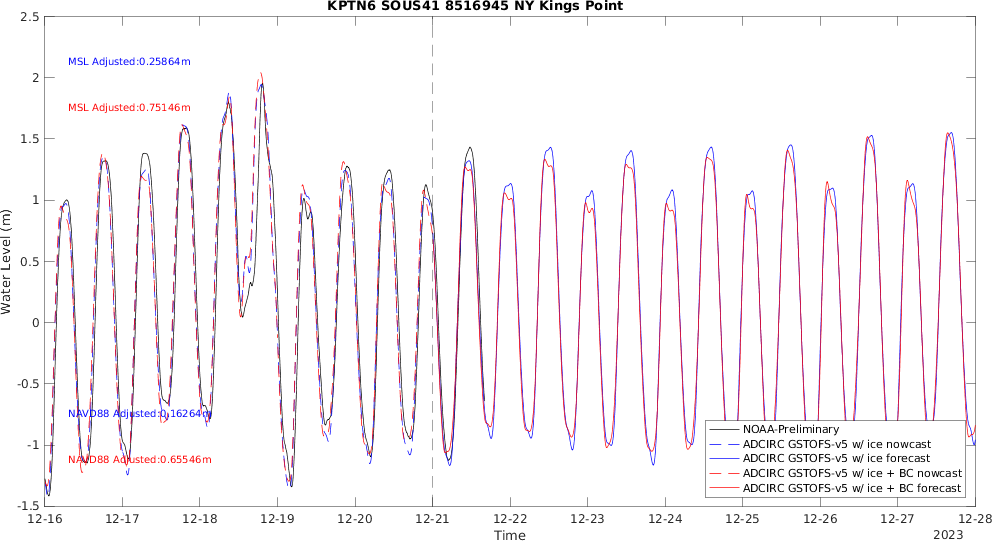 KPTN6 SOUS41 8516945 NY Kings Point
MSL Adjusted:0.25864m
MSL Adjusted:0.75146m
NAVD88 Adjusted:0.16264m
NAVD88 Adjusted:0.65546m
Water Level (m)
2.5
2
1.5
1
0.5
0
-0.5
-1
-1.5
NOAA-Preliminary
ADCIRC GSTOFS-v5 w/ ice nowcast
ADCIRC GSTOFS-v5 w/ ice forecast
ADCIRC GSTOFS-v5 w/ ice + BC nowcast
ADCIRC GSTOFS-v5 w/ ice + BC forecast
12-16 12-17 12-18 12-19 12-20 12-21 12-22 12-23 12-24 12-25 12-26 12-27 12-28
Time
2023